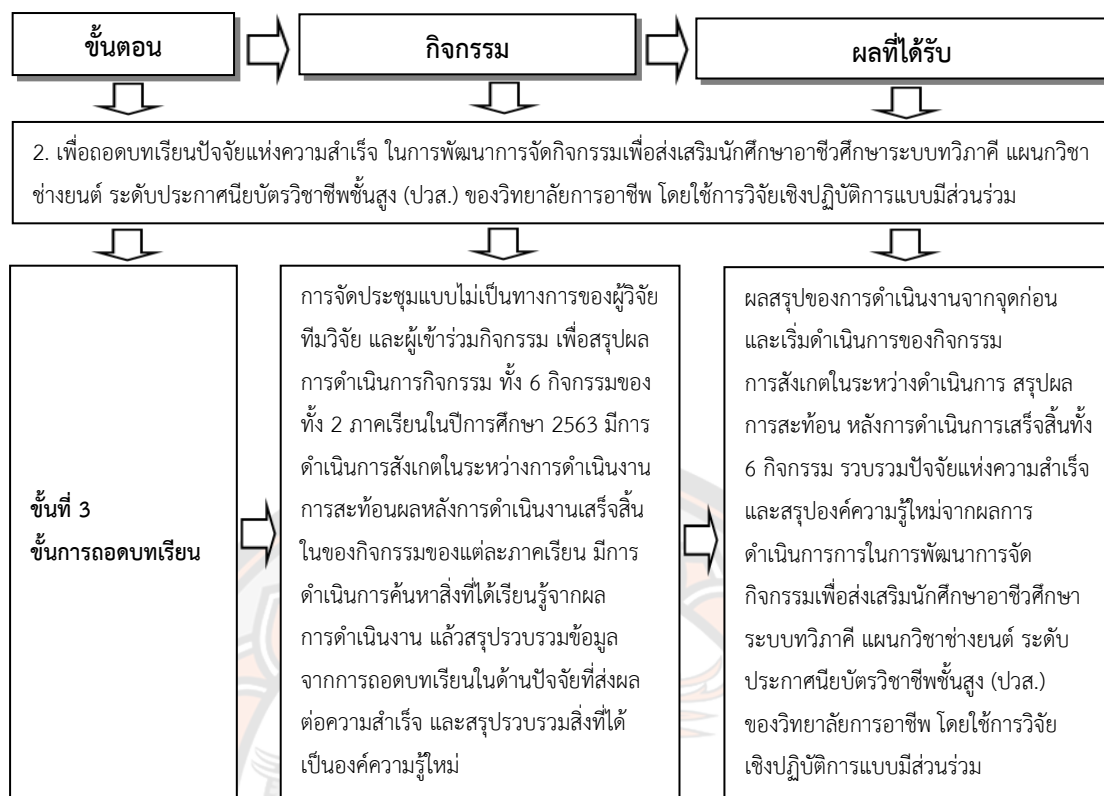 ขั้นตอน
กิจกรรม
ผลที่ได้รับ
2. เพื่อถอดบทเรียนปัจจัยแห่งความสำเร็จ ในการพัฒนาการจัดกิจกรรมเพื่อส่งเสริมนักศึกษาอาชีวศึกษาระบบทวิภาคี แผนกวิชา
ช่างยนต์ ระดับประกาศนียบัตรวิชาชีพชั้นสูง (ปวส.) ของวิทยาลัยการอาชีพ โดยใช้การวิจัยเชิงปฏิบัติการแบบมีส่วนร่วม
ขั้นที่ 3
ขั้นการถอดบทเรียน
การจัดประชุมแบบไม่เป็นทางการของผู้วิจัย
ทีมวิจัย และผู้เข้าร่วมกิจกรรม เพื่อสรุปผล
การดำเนินการกิจกรรม ทั้ง 6 กิจกรรมของ
ทั้ง 2 ภาคเรียนในปีการศึกษา 2563 มีการ
ดำเนินการสังเกตในระหว่างการดำเนินงาน
การสะท้อนผลหลังการดำเนินงานเสร็จสิ้น
ในของกิจกรรมของแต่ละภาคเรียน มีการ
ดำเนินการค้นหาสิ่งที่ได้เรียนรู้จากผล
การดำเนินงาน แล้วสรุปรวบรวมข้อมูล
จากการถอดบทเรียนในด้านปัจจัยที่ส่งผล
ต่อความสำเร็จ และสรุปรวบรวมสิ่งที่ได้
เป็นองค์ความรู้ใหม่
ผลสรุปของการดำเนินงานจากจุดก่อน
และเริ่มดำเนินการของกิจกรรม
การสังเกตในระหว่างดำเนินการ สรุปผล
การสะท้อน หลังการดำเนินการเสร็จสิ้นทั้ง
6 กิจกรรม รวบรวมปัจจัยแห่งความสำเร็จ
และสรุปองค์ความรู้ใหม่จากผลการ
ดำเนินการการในการพัฒนาการจัด
กิจกรรมเพื่อส่งเสริมนักศึกษาอาชีวศึกษา
ระบบทวิภาคี แผนกวิชาช่างยนต์ ระดับ
ประกาศนียบัตรวิชาชีพชั้นสูง (ปวส.)
ของวิทยาลัยการอาชีพ โดยใช้การวิจัย
เชิงปฏิบัติการแบบมีส่วนร่วม